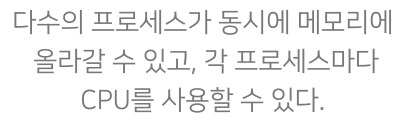 다수의 프로세스가 동시에 메모리에
올라갈 수 있고, 각 프로세스마다
CPU를 사용할 수 있다.